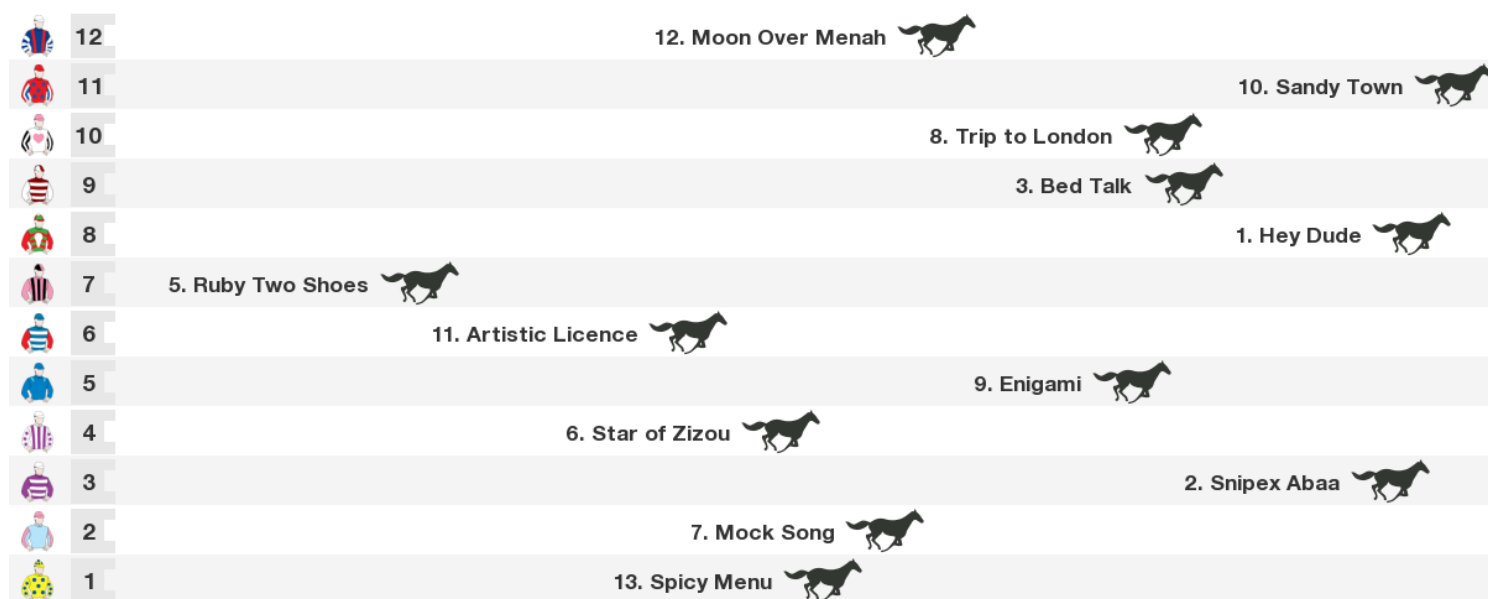 12 12. Moon Over Menah
11 10. Sandy Town
10 8. Trip to London
9 3. Bed Talk
8 1. Hey Dude
7 5. Ruby Two Shoes
6 11. Artistic Licence
5 9. Enigami
4 6. Star of Zizou
3 2. Snipex Abaa
2 7. Mock Song
1 13. Spicy Menu